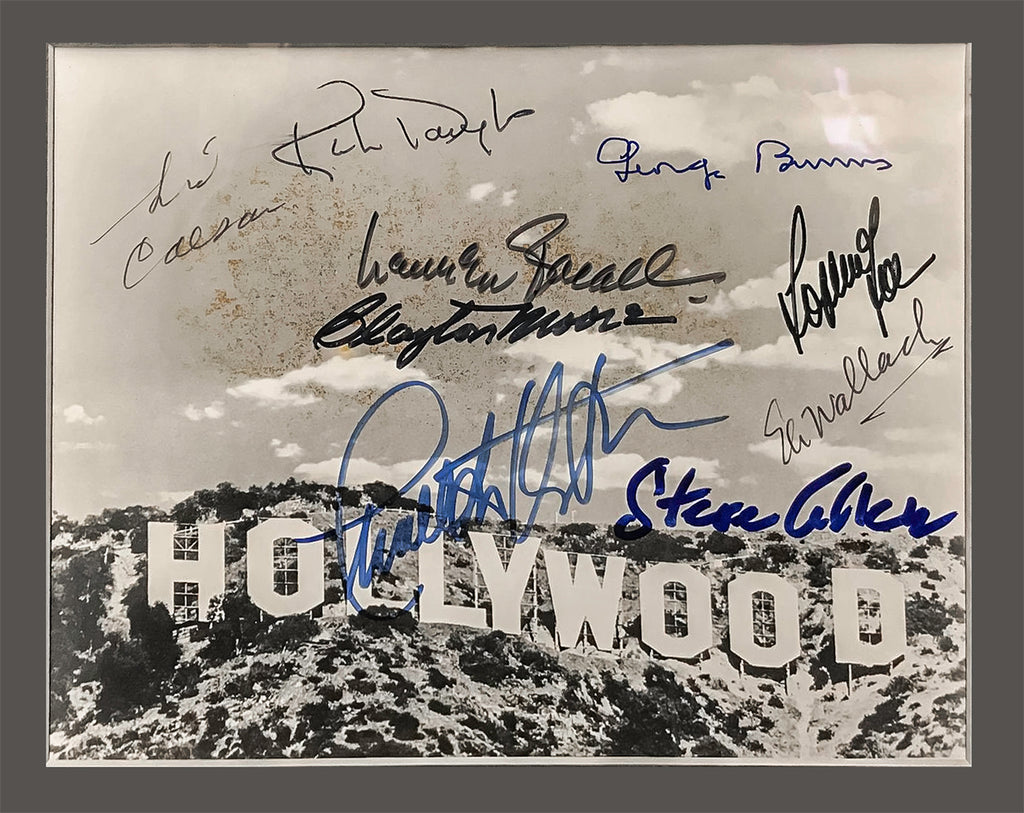 Sid
Caesar
George Burns
Lauren Bacall
Clayton Moore
Eli Wallach
Steve Allen
HOLLYWOOD